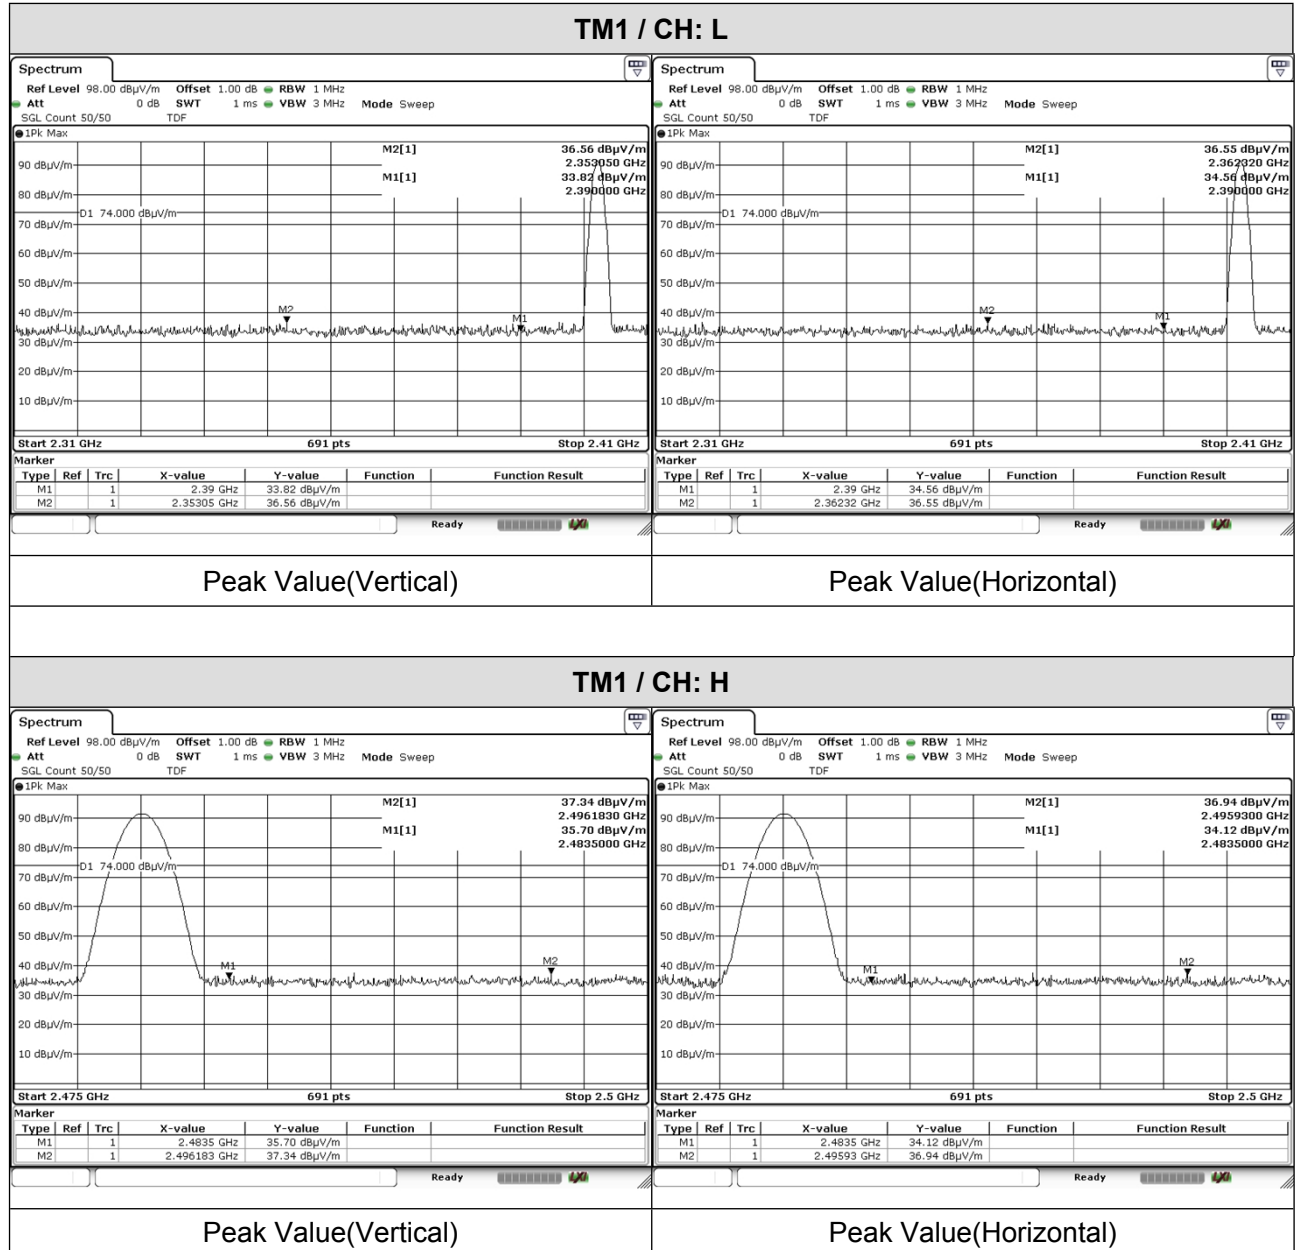 TM1 / CH: L
Spectrum
Ref Level 98.00 dBµV/m Offset 1.00 dB RBW 1 MHz
Att 0 dB SWT 1 ms VBW 3 MHz Mode Sweep
SGL Count 50/50 TDF
1Pk Max
M2[1] 36.56 dBµV/m
2.353050 GHz
M1[1] 33.82 dBµV/m
2.390000 GHz
90 dBµV/m
80 dBµV/m
D1 74.000 dBµV/m
70 dBµV/m
60 dBµV/m
50 dBµV/m
40 dBµV/m
M2
M1
30 dBµV/m
20 dBµV/m
10 dBµV/m
Start 2.31 GHz 691 pts Stop 2.41 GHz
Marker
Type Ref Trc X-value Y-value Function Function Result
M1 1 2.39 GHz 33.82 dBµV/m
M2 1 2.35305 GHz 36.56 dBµV/m
Ready LXI
Peak Value(Vertical)
Spectrum
Ref Level 98.00 dBµV/m Offset 1.00 dB RBW 1 MHz
Att 0 dB SWT 1 ms VBW 3 MHz Mode Sweep
SGL Count 50/50 TDF
1Pk Max
M2[1] 36.55 dBµV/m
2.362320 GHz
M1[1] 34.56 dBµV/m
2.390000 GHz
90 dBµV/m
80 dBµV/m
D1 74.000 dBµV/m
70 dBµV/m
60 dBµV/m
50 dBµV/m
40 dBµV/m
M2
M1
30 dBµV/m
20 dBµV/m
10 dBµV/m
Start 2.31 GHz 691 pts Stop 2.41 GHz
Marker
Type Ref Trc X-value Y-value Function Function Result
M1 1 2.39 GHz 34.56 dBµV/m
M2 1 2.36232 GHz 36.55 dBµV/m
Ready LXI
Peak Value(Horizontal)
TM1 / CH: H
Spectrum
Ref Level 98.00 dBµV/m Offset 1.00 dB RBW 1 MHz
Att 0 dB SWT 1 ms VBW 3 MHz Mode Sweep
SGL Count 50/50 TDF
1Pk Max
M2[1] 37.34 dBµV/m
2.4961830 GHz
M1[1] 35.70 dBµV/m
2.4835000 GHz
90 dBµV/m
80 dBµV/m
D1 74.000 dBµV/m
70 dBµV/m
60 dBµV/m
50 dBµV/m
40 dBµV/m
M1
M2
30 dBµV/m
20 dBµV/m
10 dBµV/m
Start 2.475 GHz 691 pts Stop 2.5 GHz
Marker
Type Ref Trc X-value Y-value Function Function Result
M1 1 2.4835 GHz 35.70 dBµV/m
M2 1 2.496183 GHz 37.34 dBµV/m
Ready LXI
Peak Value(Vertical)
Spectrum
Ref Level 98.00 dBµV/m Offset 1.00 dB RBW 1 MHz
Att 0 dB SWT 1 ms VBW 3 MHz Mode Sweep
SGL Count 50/50 TDF
1Pk Max
M2[1] 36.94 dBµV/m
2.4959300 GHz
M1[1] 34.12 dBµV/m
2.4835000 GHz
90 dBµV/m
80 dBµV/m
D1 74.000 dBµV/m
70 dBµV/m
60 dBµV/m
50 dBµV/m
40 dBµV/m
M1
M2
30 dBµV/m
20 dBµV/m
10 dBµV/m
Start 2.475 GHz 691 pts Stop 2.5 GHz
Marker
Type Ref Trc X-value Y-value Function Function Result
M1 1 2.4835 GHz 34.12 dBµV/m
M2 1 2.49593 GHz 36.94 dBµV/m
Ready LXI
Peak Value(Horizontal)